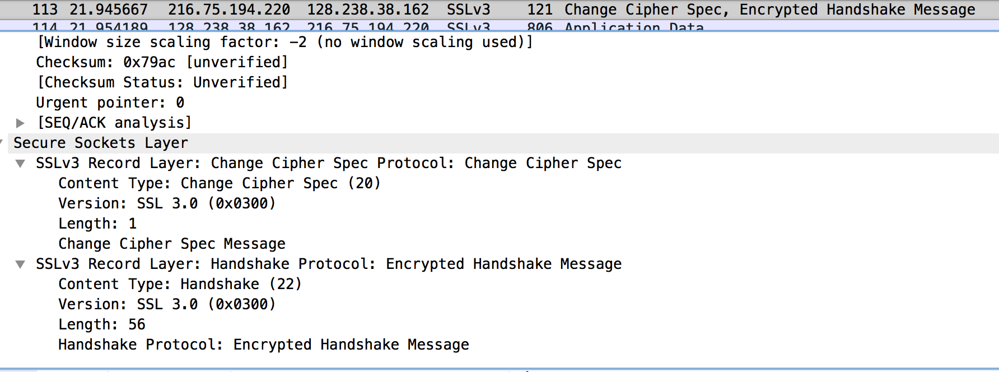 113 21.945667 216.75.194.220 128.238.38.162 SSLv3 121 Change Cipher Spec, Encrypted Handshake Message
114 21.954189 128.238.38.162 216.75.194.220 SSLv3 806 Application Data
[Window size scaling factor: -2 (no window scaling used)]
Checksum: 0x79ac [unverified]
[Checksum Status: Unverified]
Urgent pointer: 0
[SEQ/ACK analysis]
Secure Sockets Layer
SSLv3 Record Layer: Change Cipher Spec Protocol: Change Cipher Spec
Content Type: Change Cipher Spec (20)
Version: SSL 3.0 (0x0300)
Length: 1
Change Cipher Spec Message
SSLv3 Record Layer: Handshake Protocol: Encrypted Handshake Message
Content Type: Handshake (22)
Version: SSL 3.0 (0x0300)
Length: 56
Handshake Protocol: Encrypted Handshake Message